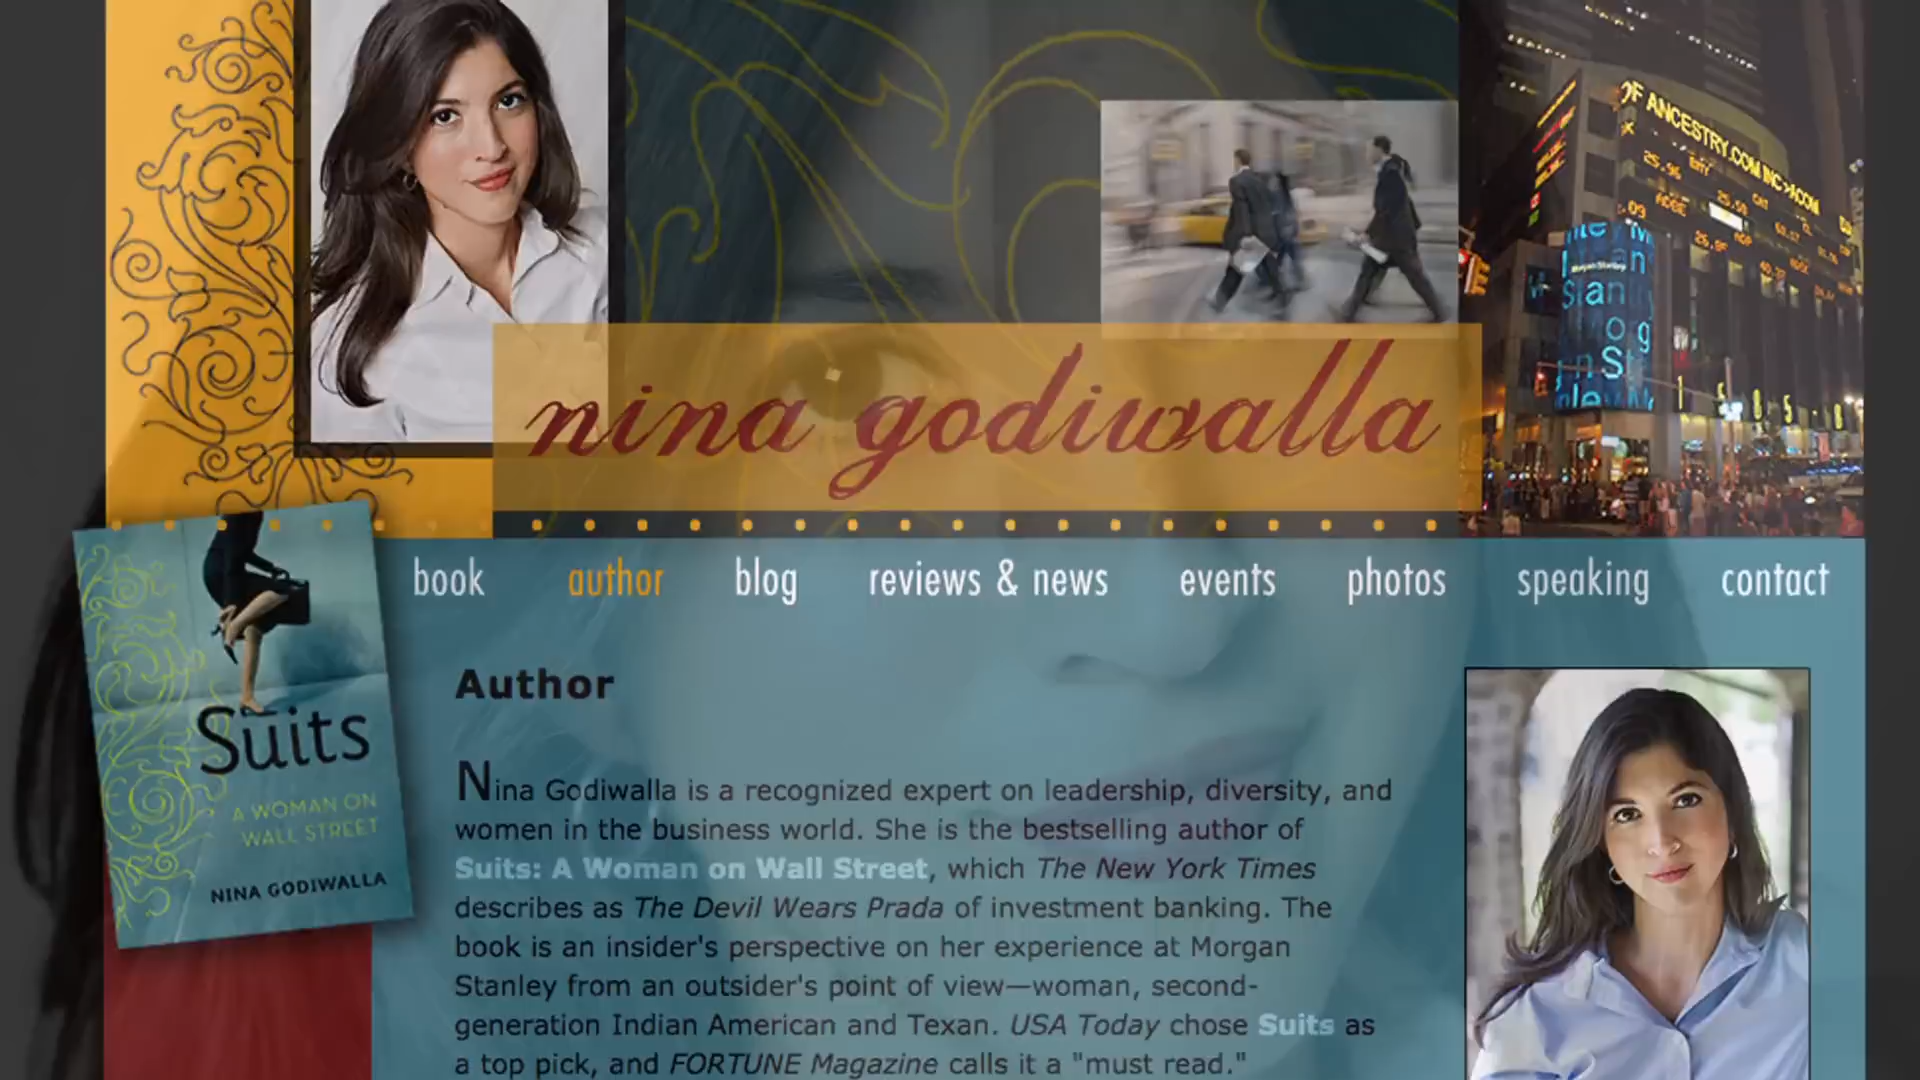 OF ANCESTRY.COM INC >ACOM
Morgan Stanley
nina godiwalla
book author blog reviews & news events photos speaking contact
Suits
A WOMAN ON
WALL STREET
NINA GODIWALLA
Author
Nina Godiwalla is a recognized expert on leadership, diversity, and
women in the business world. She is the bestselling author of
Suits: A Woman on Wall Street, which The New York Times
describes as The Devil Wears Prada of investment banking. The
book is an insider's perspective on her experience at Morgan
Stanley from an outsider's point of view—woman, second-
generation Indian American and Texan. USA Today chose Suits as
a top pick, and FORTUNE Magazine calls it a "must read."